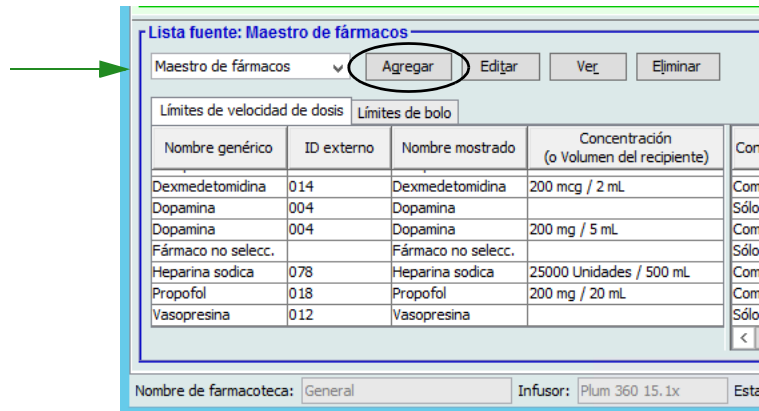 Lista fuente: Maestro de fármacos
Maestro de fármacos Agregar Editar Ver Eliminar
Límites de velocidad de dosis Límites de bolo
Nombre genérico ID externo Nombre mostrado Concentración
(o Volumen del recipiente)
Dexmedetomidina 014 Dexmedetomidina 200 mcg / 2 mL
Dopamina 004 Dopamina Sólo
Dopamina 004 Dopamina 200 mg / 5 mL
Fármaco no selecc. Fármaco no selecc. Sólo
Heparina sodica 078 Heparina sodica 25000 Unidades / 500 mL
Propofol 018 Propofol 200 mg / 20 mL
Vasopresina 012 Vasopresina Sólo
Nombre de farmacoteca: General Infusor: Plum 360 15.1x